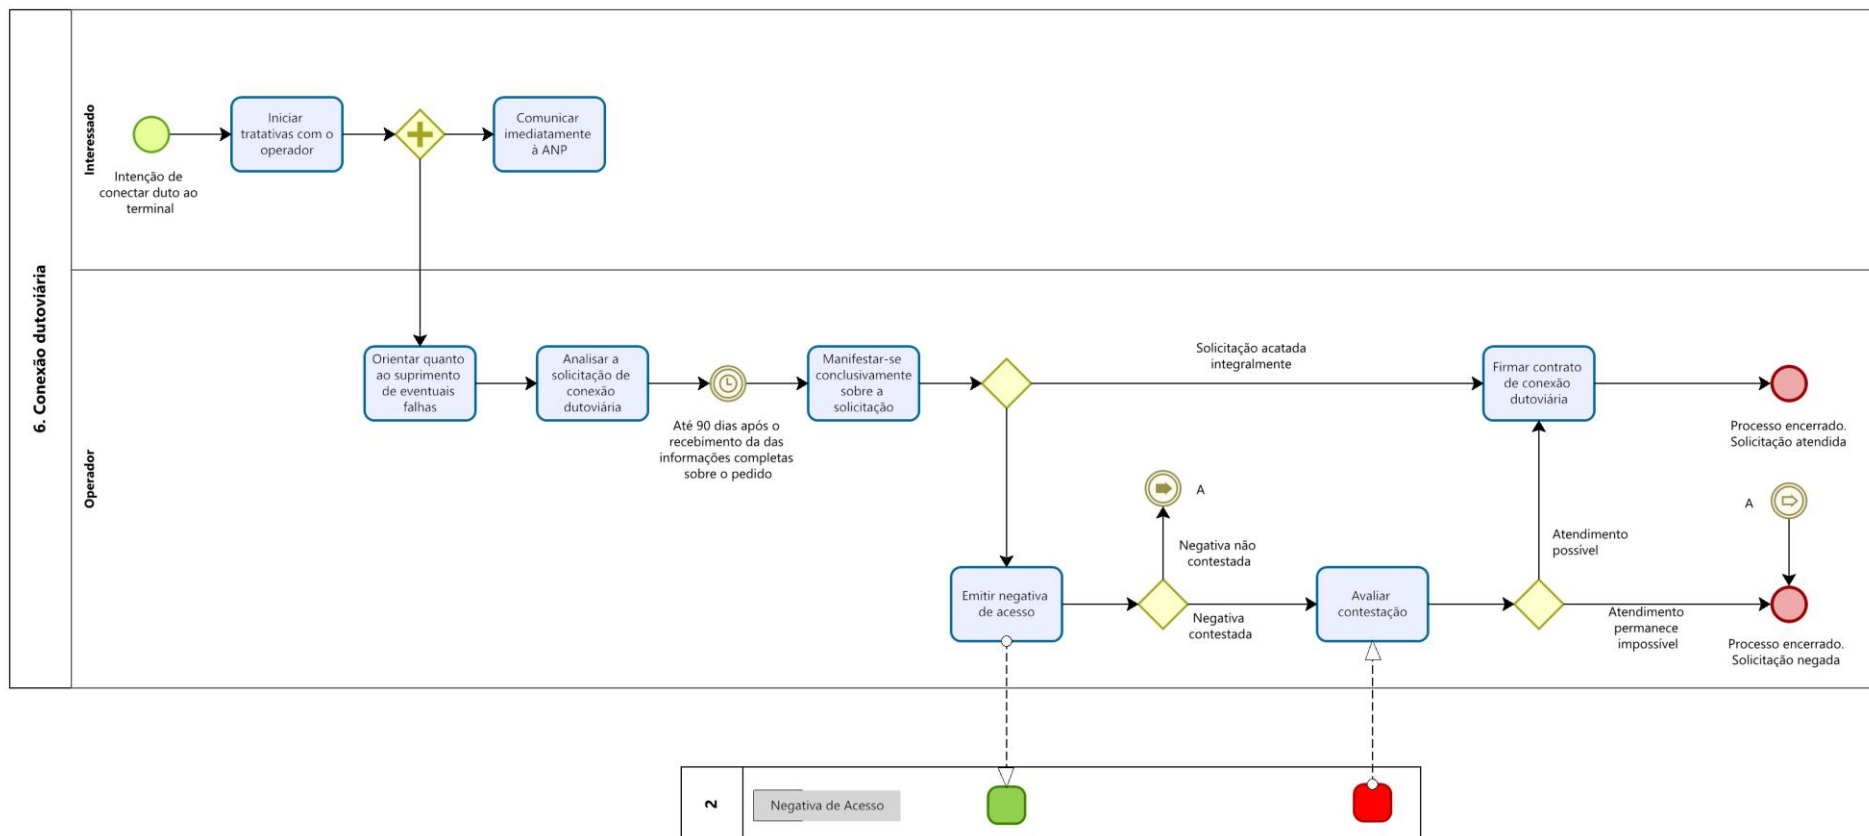 6. Conexão dutoviária
Interessado
Intenção de
conectar duto ao
terminal
Iniciar
tratativas com o
operador
Comunicar
imediatamente
à ANP
Operador
Orientar quanto
ao suprimento
de eventuais
falhas
Analisar a
solicitação de
conexão
dutoviária
Até 90 dias após o
recebimento da das
informações completas
sobre o pedido
Manifestar-se
conclusivamente
sobre a
solicitação
Solicitação acatada
integralmente
Firmar contrato
de conexão
dutoviária
Processo encerrado.
Solicitação atendida
Emitir negativa
de acesso
A
Negativa não
contestada
Negativa
contestada
Avaliar
contestação
Atendimento
possível
Atendimento
permanece
impossível
A
Processo encerrado.
Solicitação negada
2
Negativa de Acesso